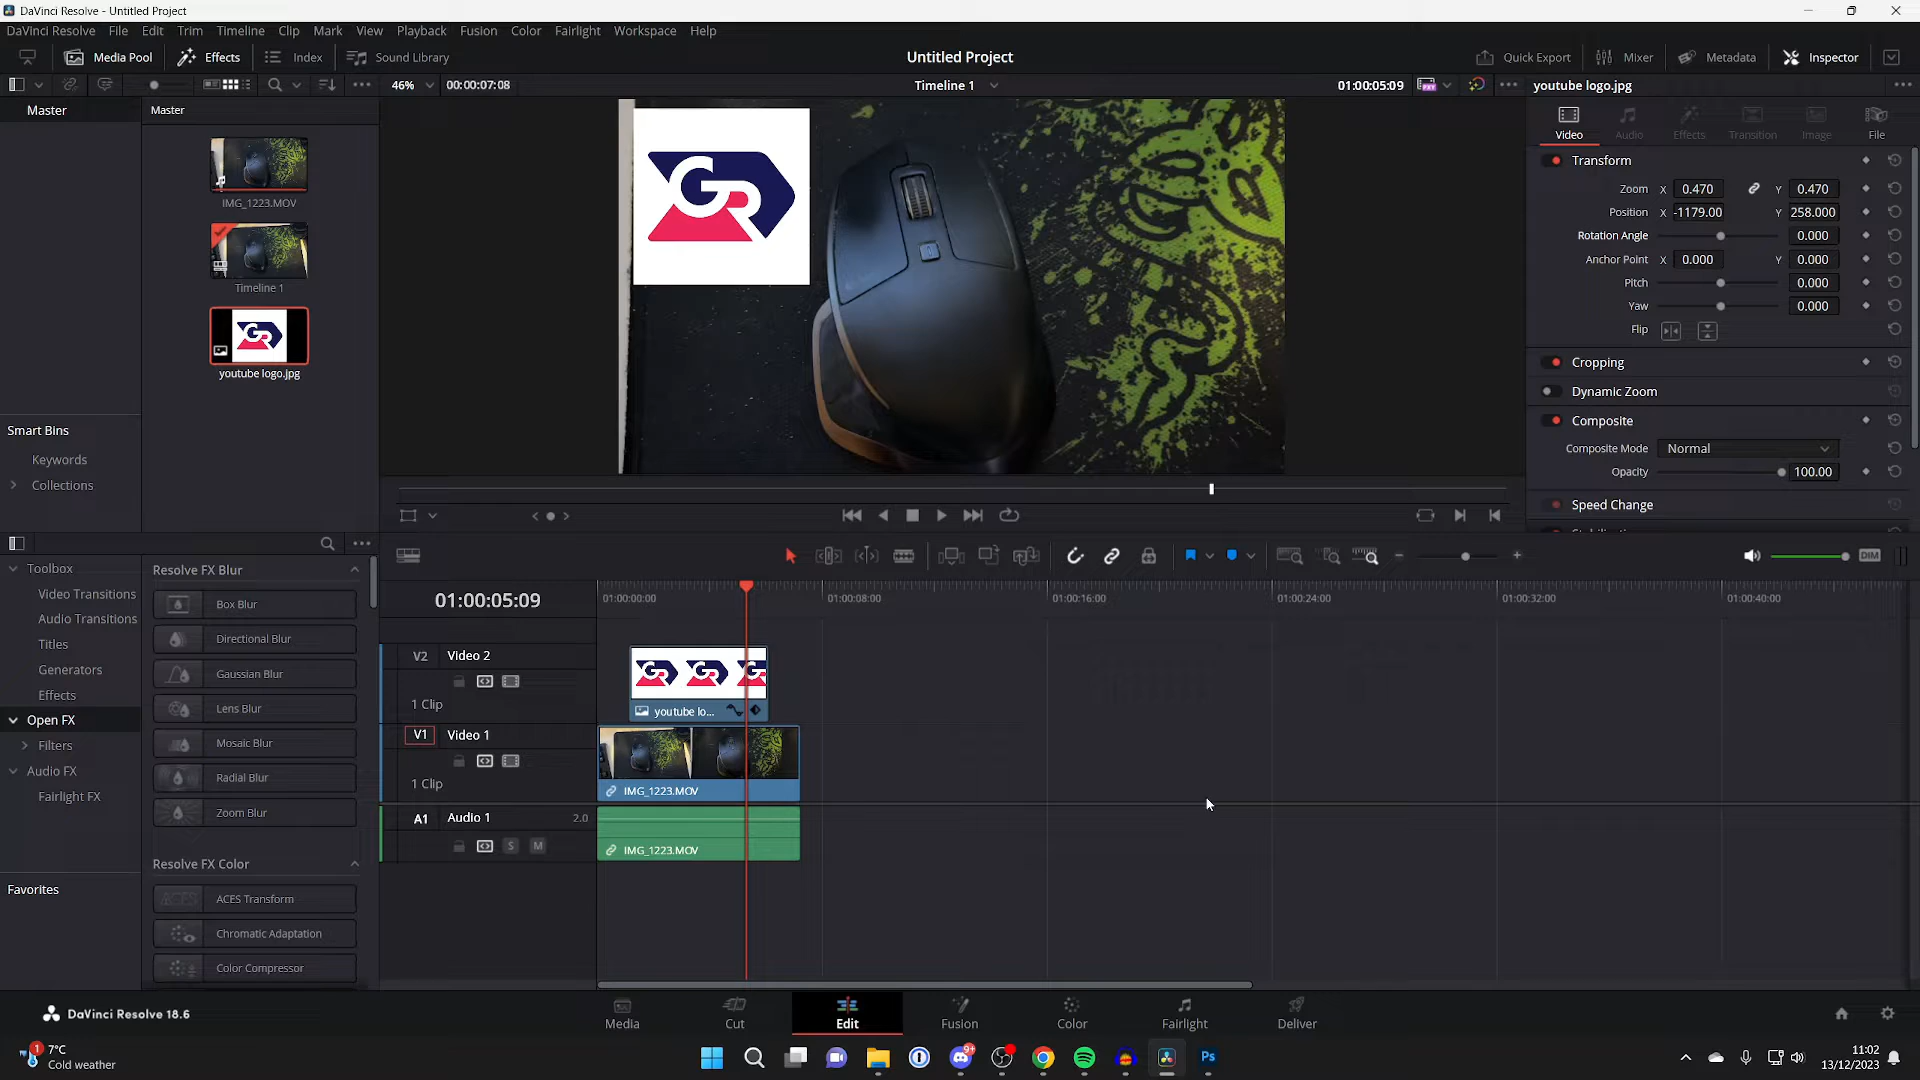 DaVinci Resolve - Untitled Project
DaVinci Resolve File Edit Trim Timeline Clip Mark View Playback Fusion Color Fairlight Workspace Help
Media Pool Effects Index Sound Library Untitled Project Quick Export Mixer Metadata Inspector
46% 00:00:07:08 Timeline 1 01:00:05:09 youtube logo.jpg
Master Master
IMG_1223.MOV
Timeline 1
youtube logo.jpg
Smart Bins
Keywords
Collections
GR
Video Audio Effects Transition Image File
Transform
Zoom X 0.470 Y 0.470
Position X -1179.00 Y 258.000
Rotation Angle 0.000
Anchor Point X 0.000 Y 0.000
Pitch 0.000
Yaw 0.000
Flip
Cropping
Dynamic Zoom
Composite
Composite Mode Normal
Opacity 100.00
Speed Change
Toolbox
Video Transitions
Audio Transitions
Titles
Generators
Effects
Open FX
Filters
Audio FX
Fairlight FX
Favorites
Resolve FX Blur
Box Blur
Directional Blur
Gaussian Blur
Lens Blur
Mosaic Blur
Radial Blur
Zoom Blur
Resolve FX Color
ACES Transform
Chromatic Adaptation
Color Compressor
DIM
01:00:05:09 01:00:00:00 01:00:08:00 01:00:16:00 01:00:24:00 01:00:32:00 01:00:40:00
V2 Video 2
1 Clip
youtube lo...
V1 Video 1
1 Clip
IMG_1223.MOV
A1 Audio 1 2.0
S M
IMG_1223.MOV
DaVinci Resolve 18.6
Media Cut Edit Fusion Color Fairlight Deliver
1 7°C
Cold weather
9+
Ps
11:02
13/12/2023